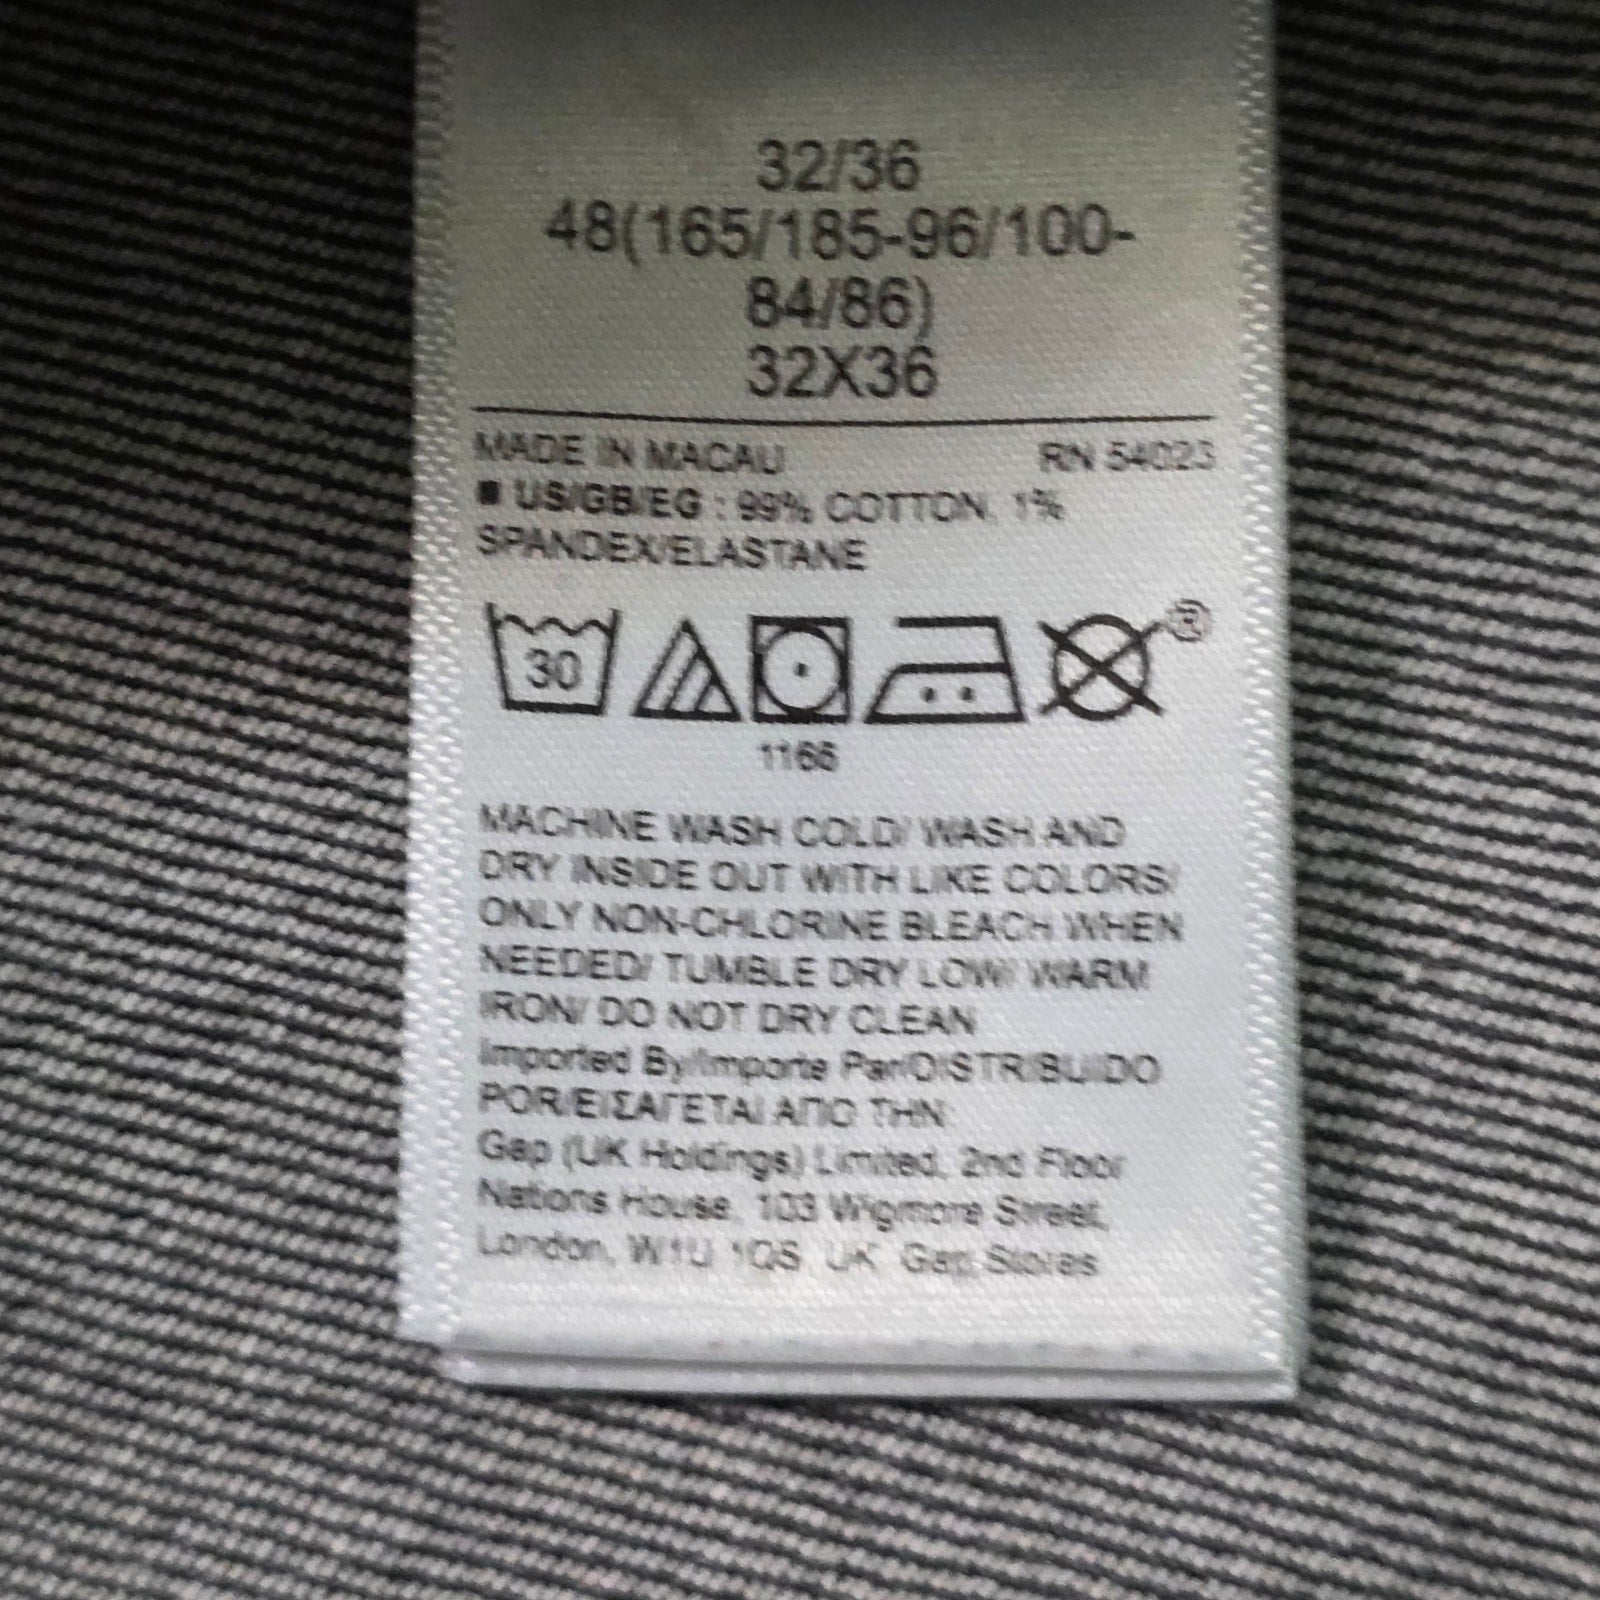 32/36
48(165/185-96/100-
84/86)
32X36
MADE IN MACAU RN 54023
■ US/GB/EG : 99% COTTON, 1%
SPANDEX/ELASTANE
30
®
1166
MACHINE WASH COLD/ WASH AND
DRY INSIDE OUT WITH LIKE COLORS/
ONLY NON-CHLORINE BLEACH WHEN
NEEDED/ TUMBLE DRY LOW/ WARM
IRON/ DO NOT DRY CLEAN
Imported By/Importe Par/DISTRIBUIDO
POR/ΕΙΣΑΓΕΤΑΙ ΑΠΟ ΤΗΝ:
Gap (UK Holdings) Limited, 2nd Floor
Nations House, 103 Wigmore Street,
London, W1U 1QS UK Gap Stores